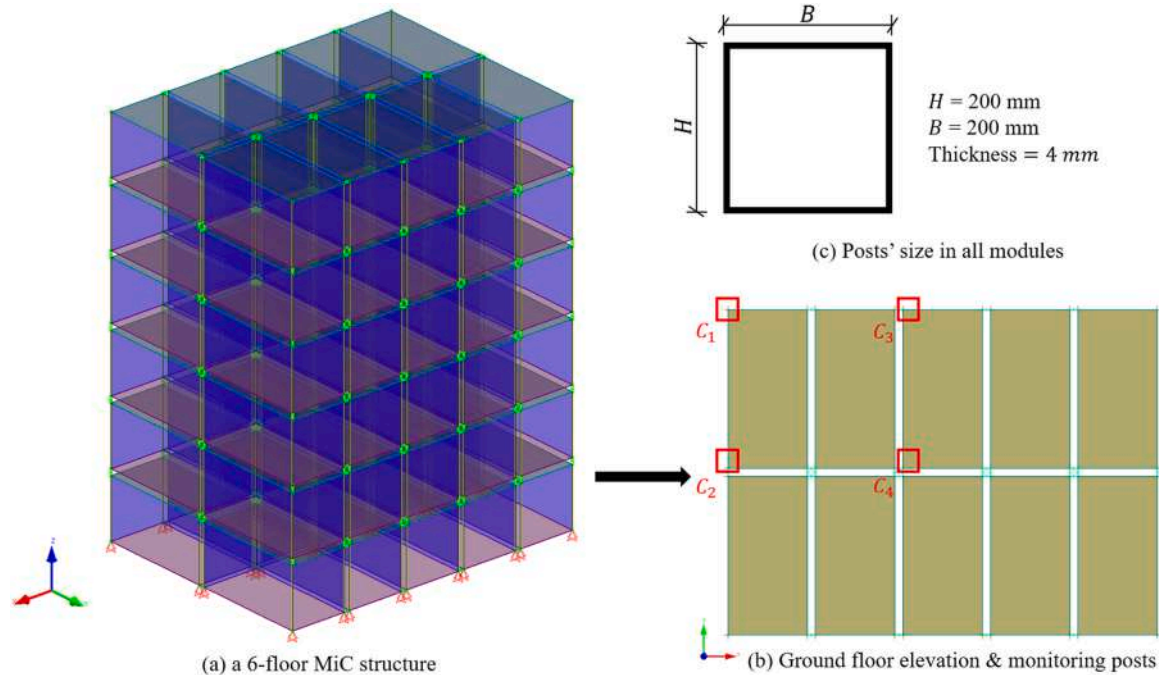 B
H
H = 200 mm
B = 200 mm
Thickness = 4 mm
(c) Posts' size in all modules
C1
C3
C2
C4
z
(a) a 6-floor MiC structure
(b) Ground floor elevation & monitoring posts